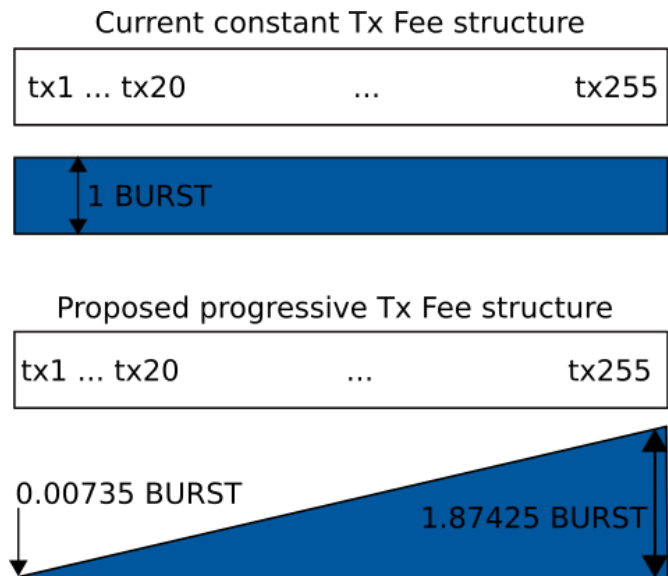 Current constant Tx Fee structure
tx1 ... tx20 ... tx255
1 BURST
Proposed progressive Tx Fee structure
tx1 ... tx20 ... tx255
0.00735 BURST
1.87425 BURST